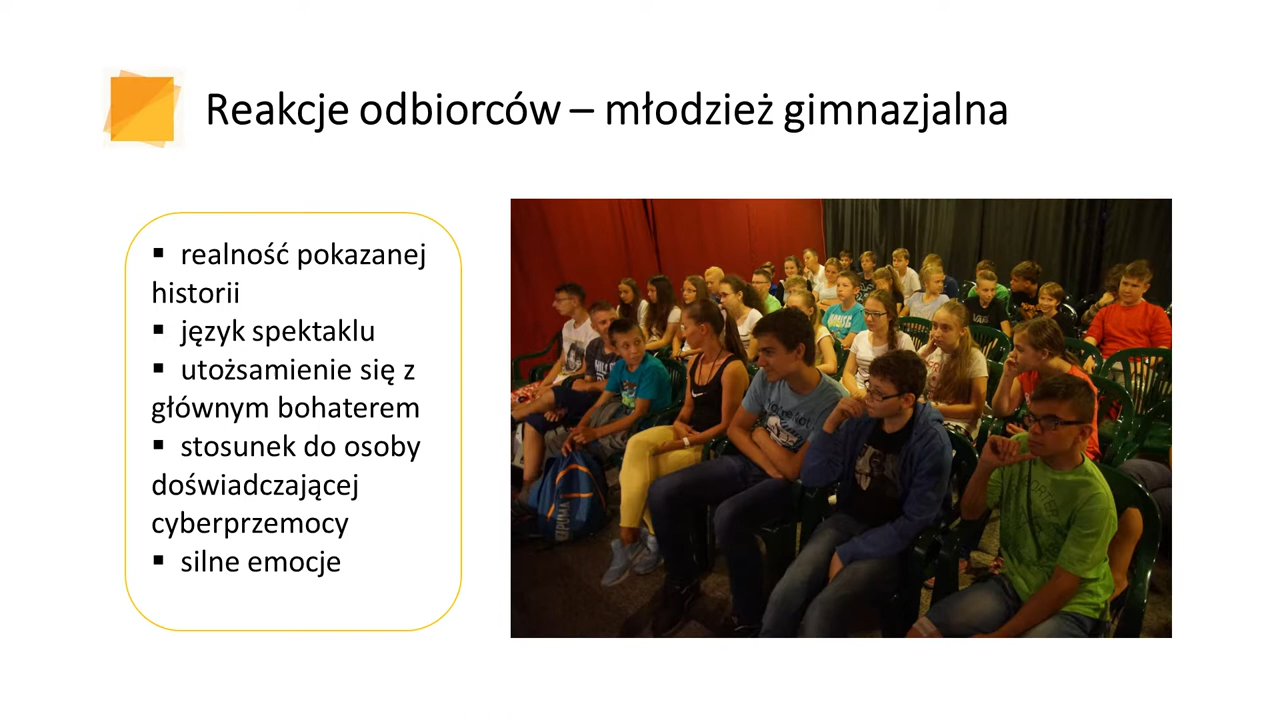 Reakcje odbiorców – młodzież gimnazjalna
▪ realność pokazanej
historii
▪ język spektaklu
▪ utożsamienie się z
głównym bohaterem
▪ stosunek do osoby
doświadczającej
cyberprzemocy
▪ silne emocje
PUMA